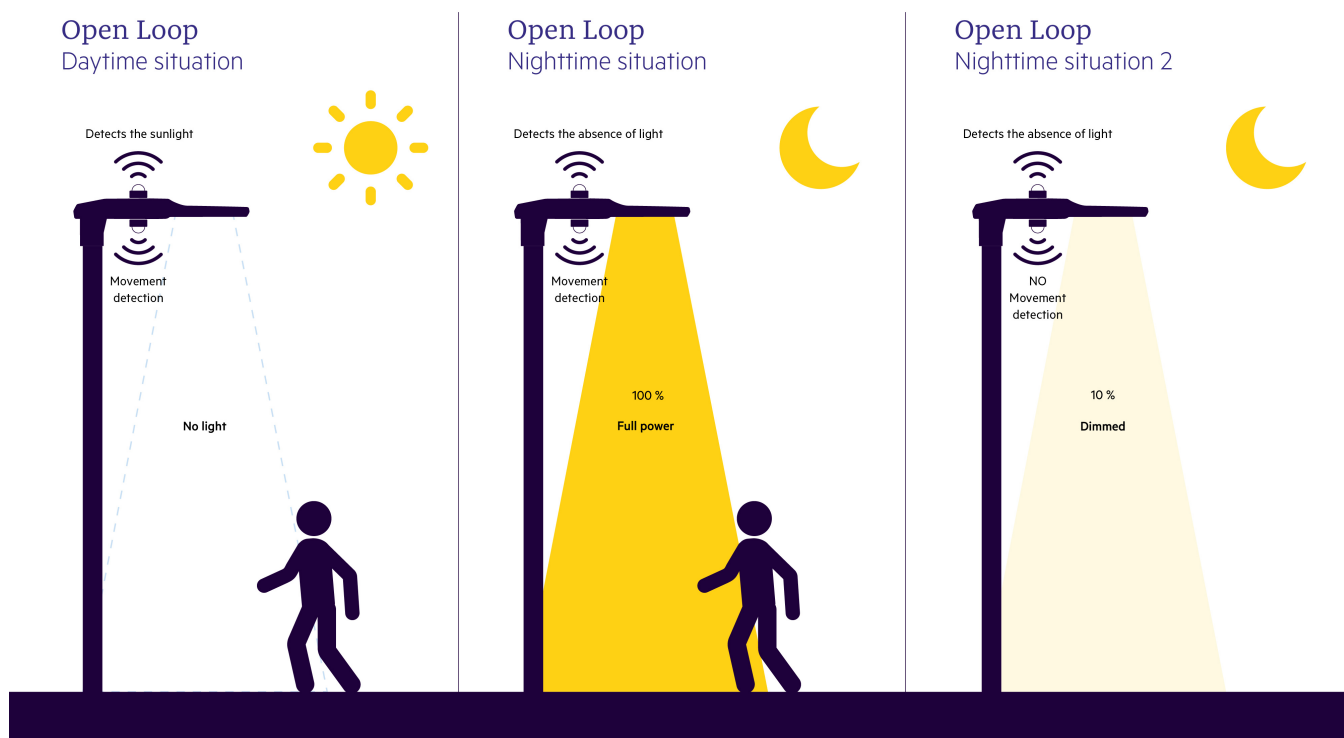 Open Loop
Daytime situation
Detects the sunlight
Movement
detection
No light
Open Loop
Nighttime situation
Detects the absence of light
Movement
detection
100 %
Full power
Open Loop
Nighttime situation 2
Detects the absence of light
NO
Movement
detection
10 %
Dimmed